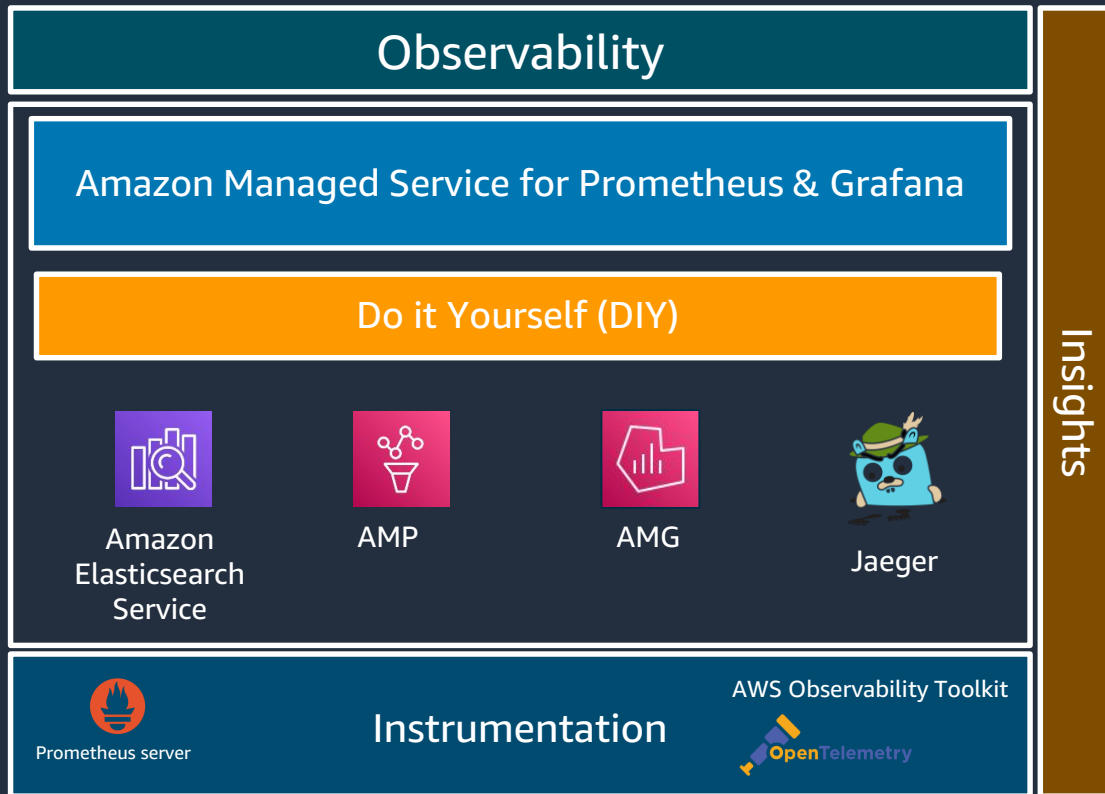 Observability
Amazon Managed Service for Prometheus & Grafana
Do it Yourself (DIY)
Amazon
Elasticsearch
Service
AMP
AMG
Jaeger
Insights
Prometheus server
Instrumentation
AWS Observability Toolkit
OpenTelemetry